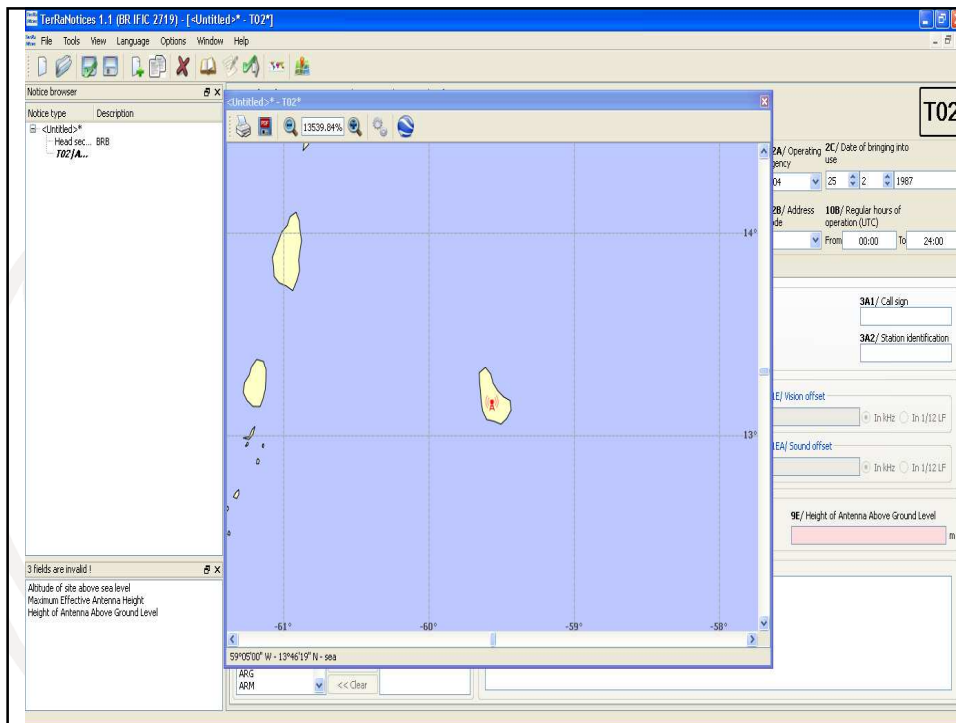 TerRaNotices 1.1 (BR IFIC 2719) - [<Untitled>* - T02*]
File Tools View Language Options Window Help
Notice browser
Notice type Description
<Untitled>*
Head sec... BRB
T02|A...
3 fields are invalid !
Altitude of site above sea level
Maximum Effective Antenna Height
Height of Antenna Above Ground Level
<Untitled>* - T02*
13539.84%
14°
13°
-61° -60° -59° -58°
59°05'00" W - 13°46'19" N - sea
ARG
ARM
<< Clear
T02
2A/ Operating
gency
04
2C/ Date of bringing into
use
25 2 1987
2B/ Address
ode
10B/ Regular hours of
operation (UTC)
From 00:00 To 24:00
3A1/ Call sign
3A2/ Station identification
1E/ Vision offset
In kHz In 1/12 LF
1EA/ Sound offset
In kHz In 1/12 LF
9E/ Height of Antenna Above Ground Level
m